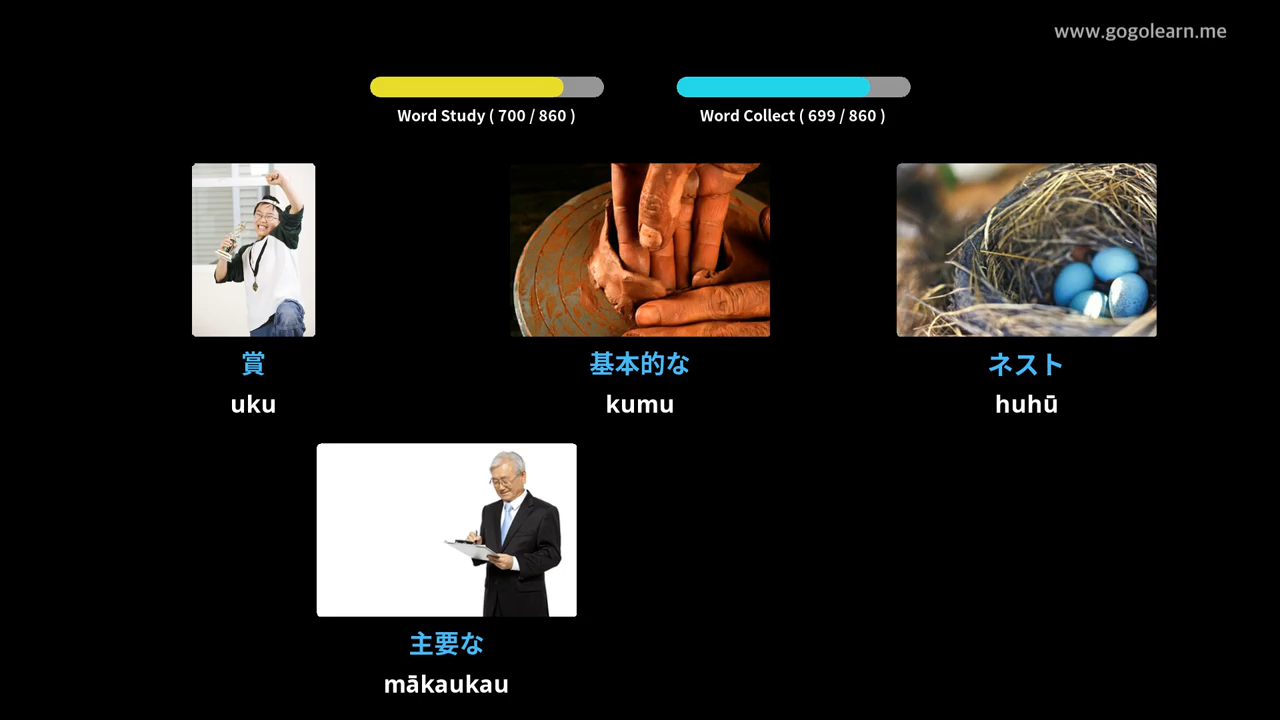 www.gogolearn.me
Word Study ( 700 / 860 )
Word Collect ( 699 / 860 )
賞
uku
基本的な
kumu
ネスト
huhū
主要な
mākaukau